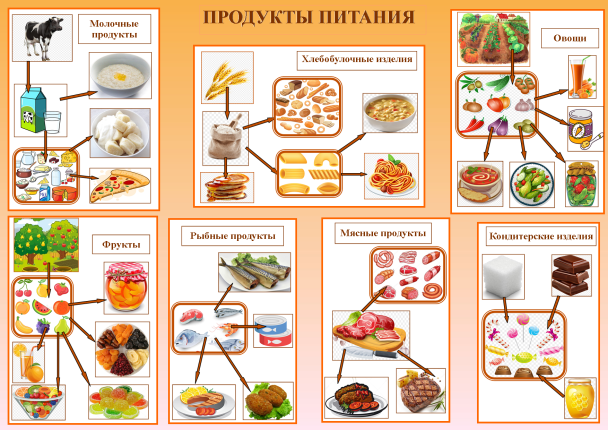 ПРОДУКТЫ ПИТАНИЯ
Молочные
продукты
Хлебобулочные изделия
Овощи
Фрукты
Рыбные продукты
Мясные продукты
Кондитерские изделия